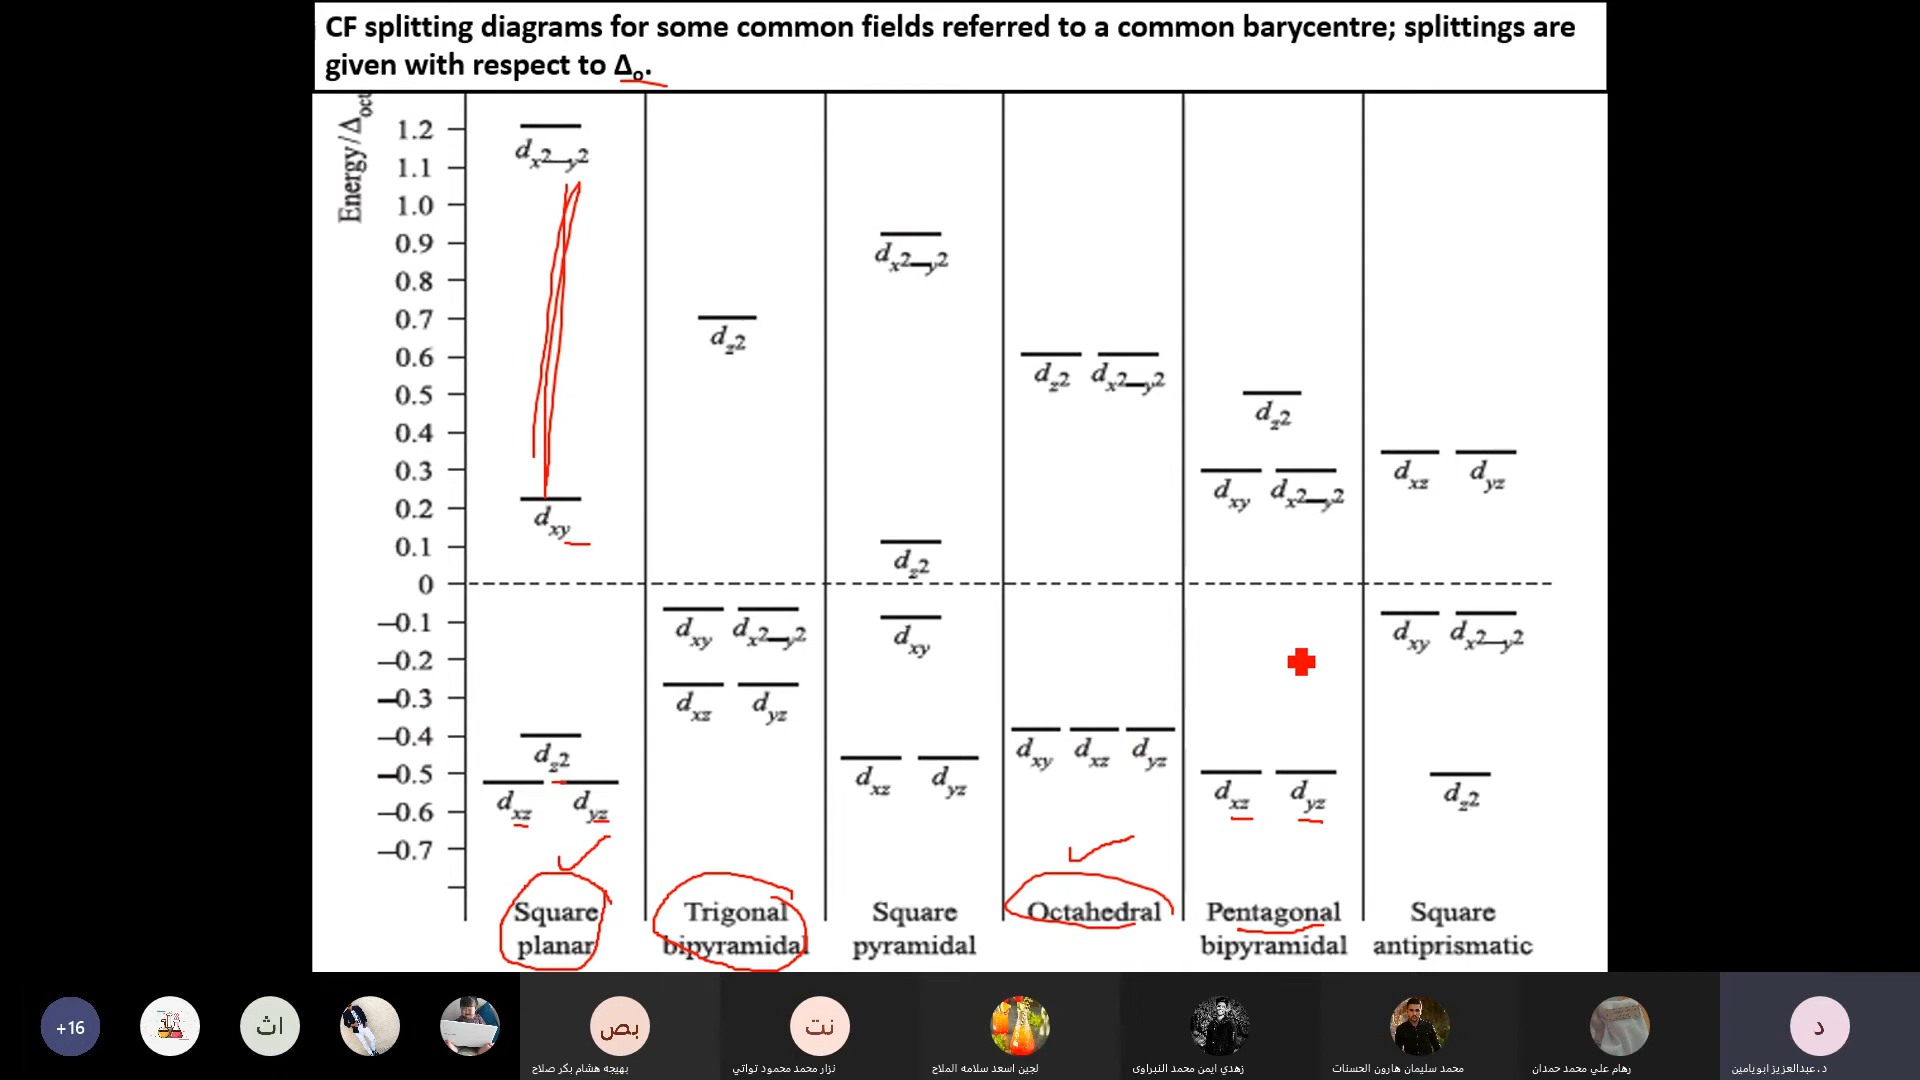 CF splitting diagrams for some common fields referred to a common barycentre; splittings are
given with respect to Δo.
Energy/Δoct
1.2
1.1
1.0
0.9
0.8
0.7
0.6
0.5
0.4
0.3
0.2
0.1
0
−0.1
−0.2
−0.3
−0.4
−0.5
−0.6
−0.7
dx2−y2
dxy
dz2
dxz dyz
Square
planar
dz2
dxy dx2−y2
dxz dyz
Trigonal
bipyramidal
dx2−y2
dz2
dxy
dxz dyz
Square
pyramidal
dz2 dx2−y2
dxy dxz dyz
Octahedral
dz2
dxy dx2−y2
dxz dyz
Pentagonal
bipyramidal
dxz dyz
dxy dx2−y2
dz2
Square
antiprismatic
+16
اث
بص
نت
د
بهيجه هشام بكر صلاح
نزار محمد محمود تواتي
لجين اسعد سلامه الملاح
زهدي ايمن محمد النبراوى
محمد سليمان هارون الحسنات
رهام علي محمد حمدان
د.عبدالعزيز ابويامين